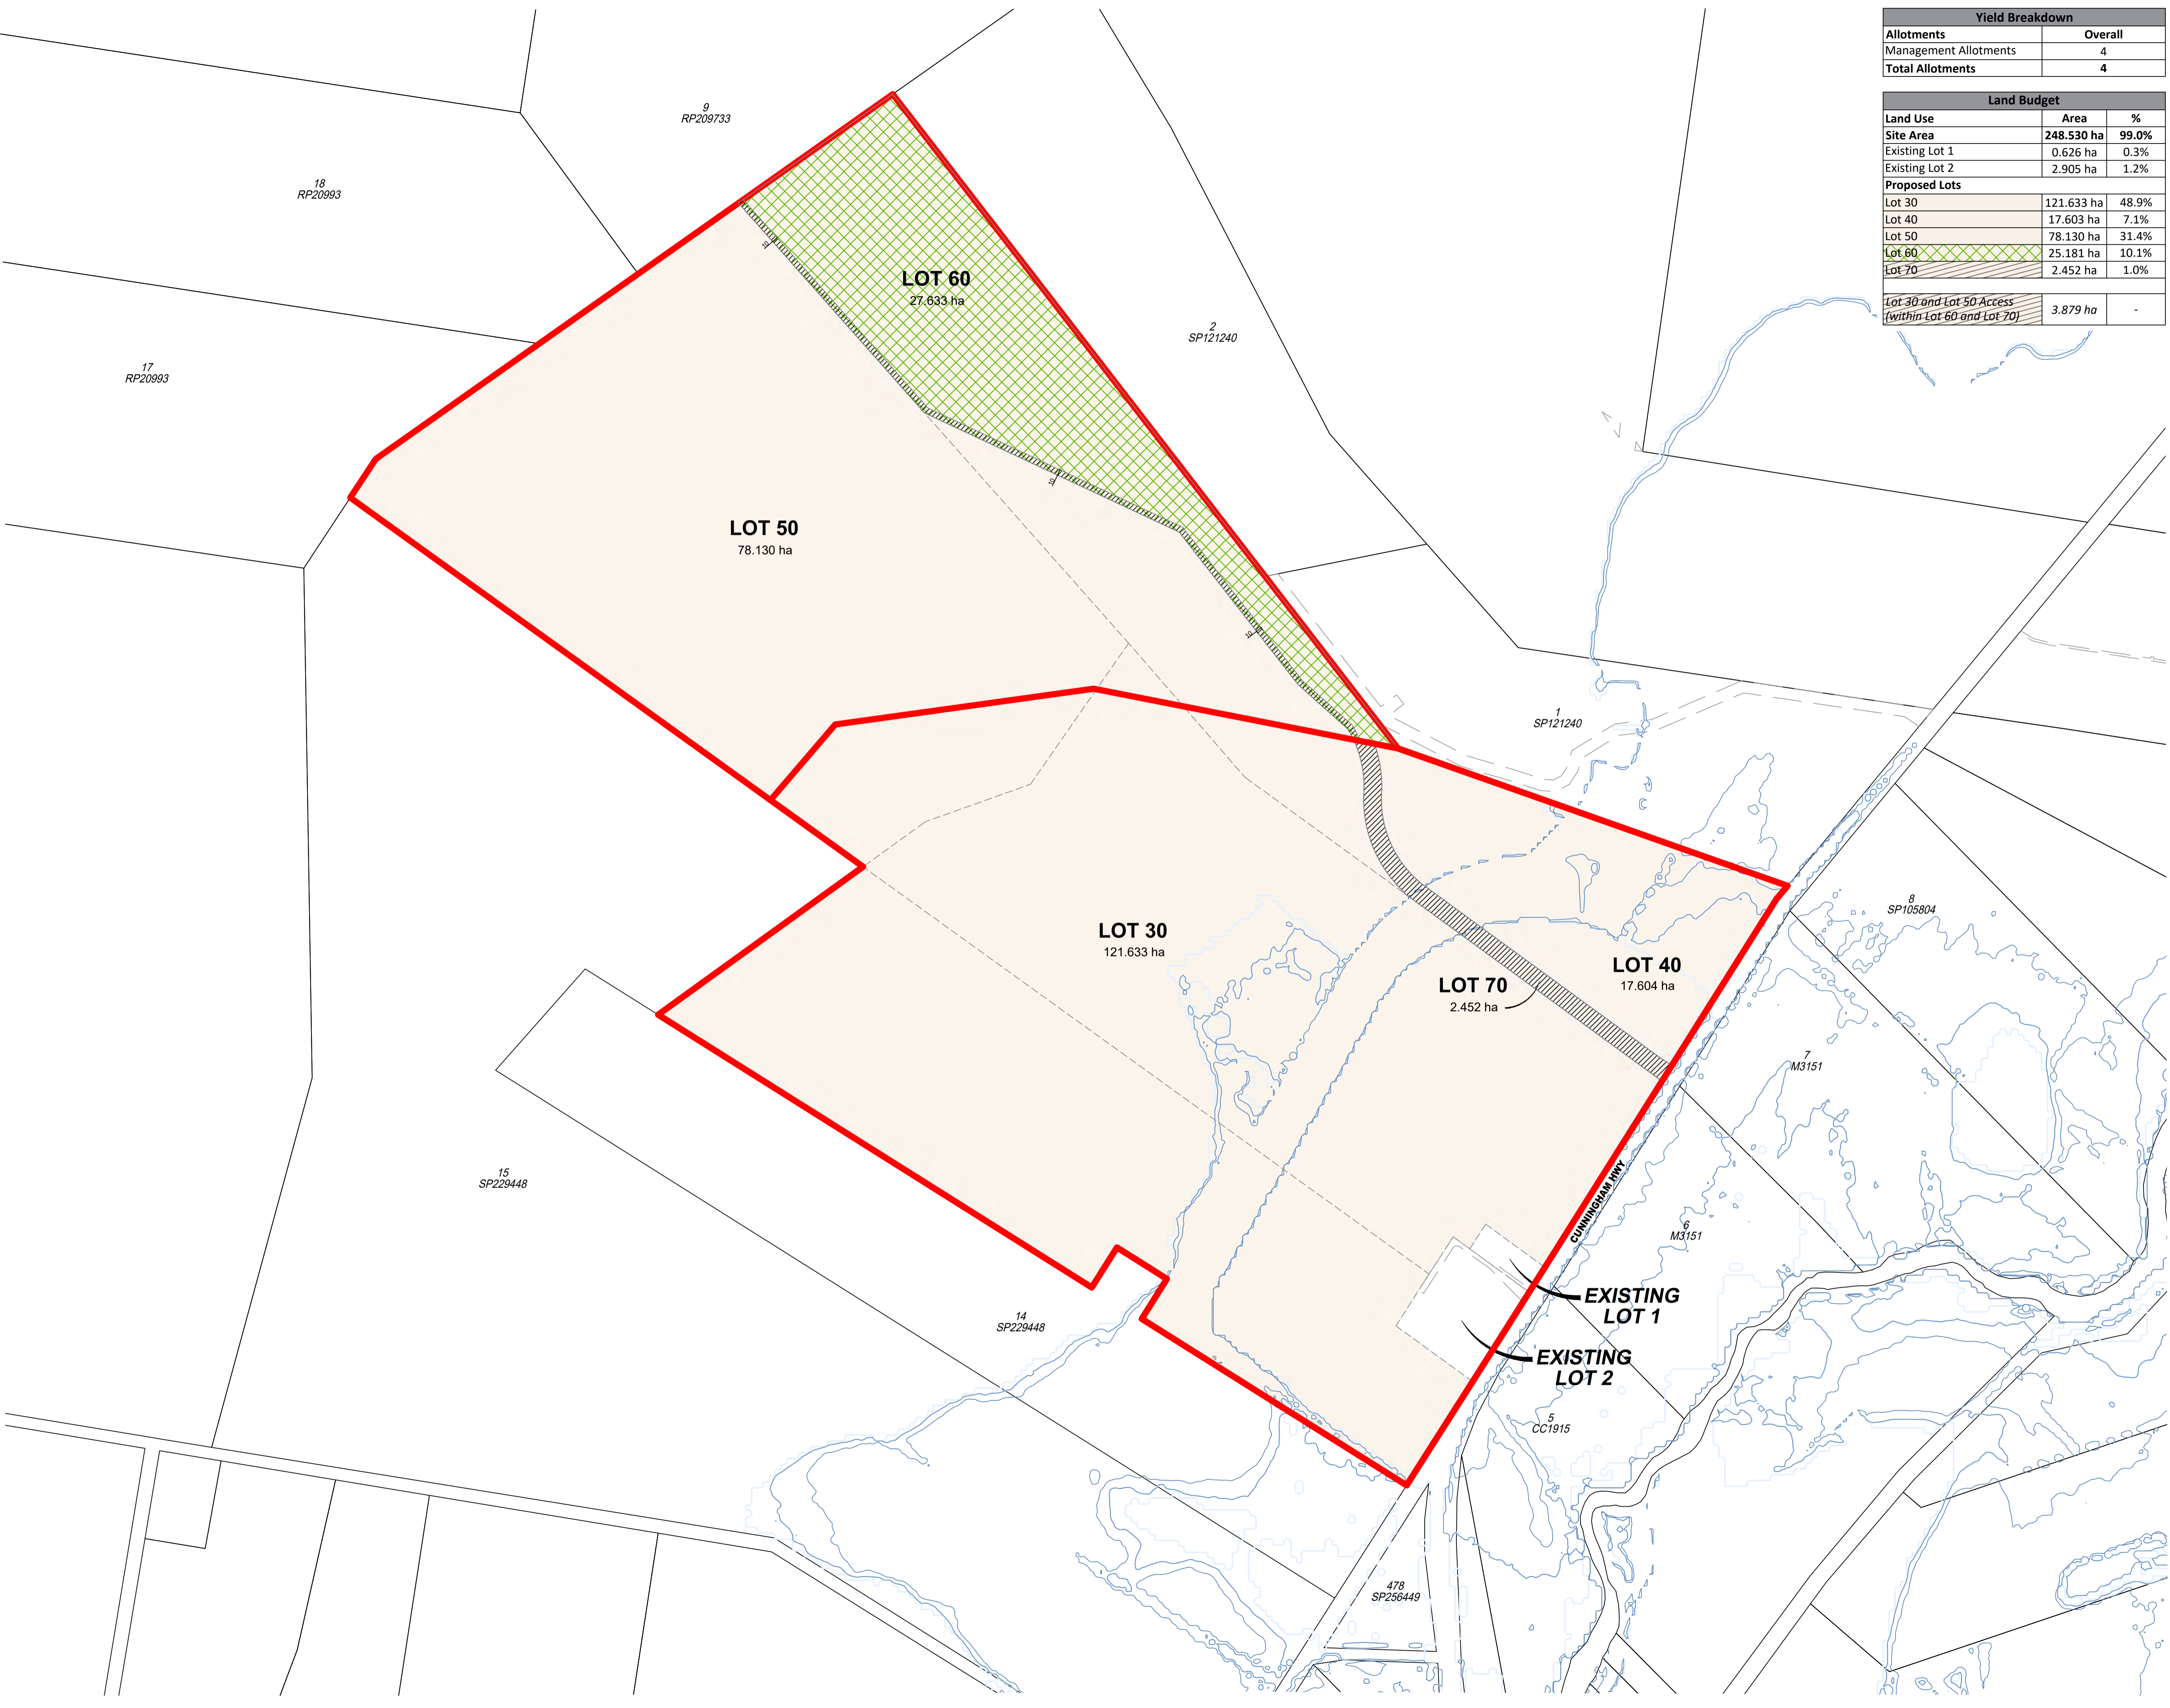 Yield Breakdown
Allotments Overall
Management Allotments 4
Total Allotments 4
Land Budget
Land Use Area %
Site Area 248.530 ha 99.0%
Existing Lot 1 0.626 ha 0.3%
Existing Lot 2 2.905 ha 1.2%
Proposed Lots
Lot 30 121.633 ha 48.9%
Lot 40 17.603 ha 7.1%
Lot 50 78.130 ha 31.4%
Lot 60 25.181 ha 10.1%
Lot 70 2.452 ha 1.0%
Lot 30 and Lot 50 Access
(within Lot 60 and Lot 70) 3.879 ha -
9
RP209733
18
RP20993
17
RP20993
10
LOT 60
27.633 ha
2
SP121240
10
LOT 50
78.130 ha
10
1
SP121240
8
SP105804
LOT 30
121.633 ha
LOT 40
17.604 ha
LOT 70
2.452 ha
7
M3151
15
SP229448
CUNNINGHAM HWY
6
M3151
EXISTING
LOT 1
14
SP229448
EXISTING
LOT 2
5
CC1915
478
SP256449